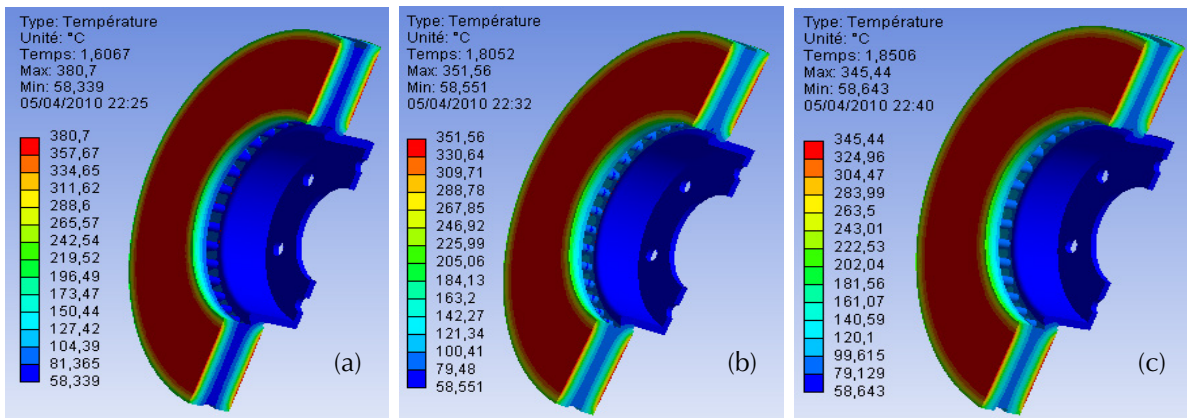 Type: Température
Unité: °C
Temps: 1,6067
Max: 380,7
Min: 58,339
05/04/2010 22:25
380,7
357,67
334,65
311,62
288,6
265,57
242,54
219,52
196,49
173,47
150,44
127,42
104,39
81,365
58,339
(a)
Type: Température
Unité: °C
Temps: 1,8052
Max: 351,56
Min: 58,551
05/04/2010 22:32
351,56
330,64
309,71
288,78
267,85
246,92
225,99
205,06
184,13
163,2
142,27
121,34
100,41
79,48
58,551
(b)
Type: Température
Unité: °C
Temps: 1,8506
Max: 345,44
Min: 58,643
05/04/2010 22:40
345,44
324,96
304,47
283,99
263,5
243,01
222,53
202,04
181,56
161,07
140,59
120,1
99,615
79,129
58,643
(c)